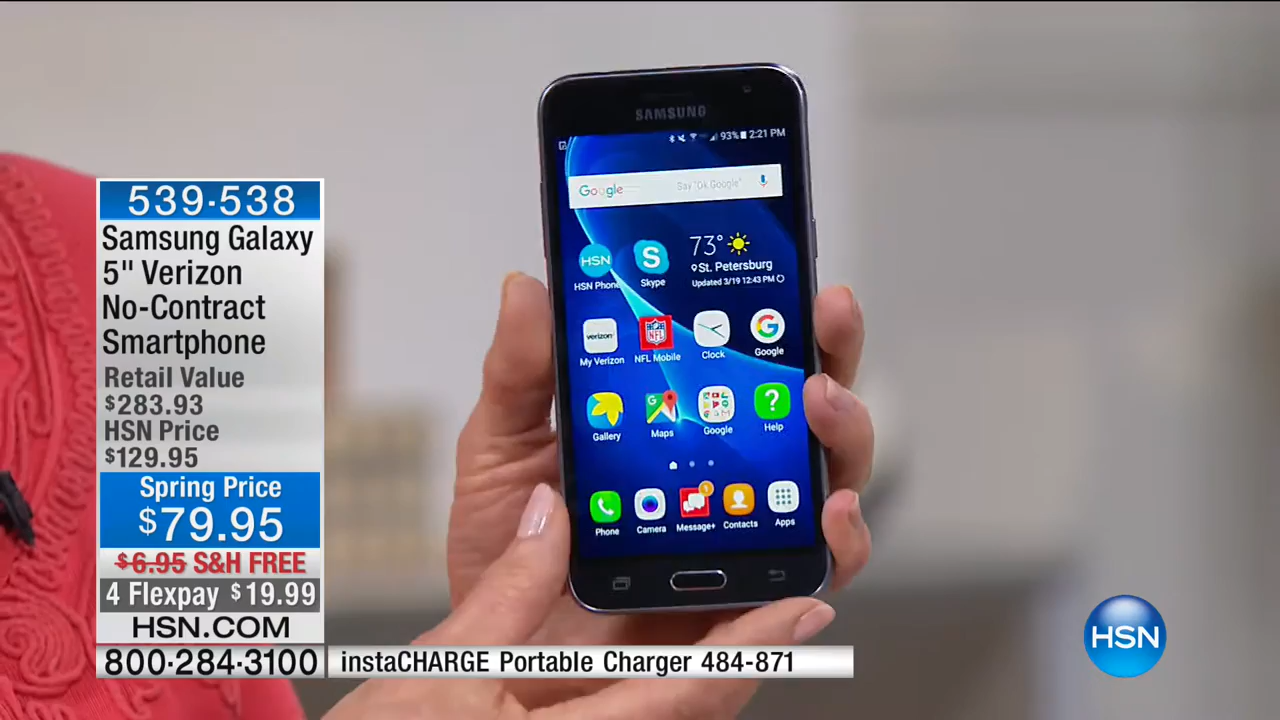 539-538
Samsung Galaxy
5" Verizon
No-Contract
Smartphone
Retail Value
$283.93
HSN Price
$129.95
Spring Price
$79.95
$6.95 S&H FREE
4 Flexpay $19.99
HSN.COM
800-284-3100
instaCHARGE Portable Charger 484-871
HSN
SAMSUNG
93% 2:21 PM
Google Say "Ok Google"
73°
St. Petersburg
Updated 3/19 12:43 PM
HSN
HSN Phone Skype
verizon NFL
My Verizon NFL Mobile Clock Google
Gallery Maps Google Help
1
Phone Camera Message+ Contacts Apps